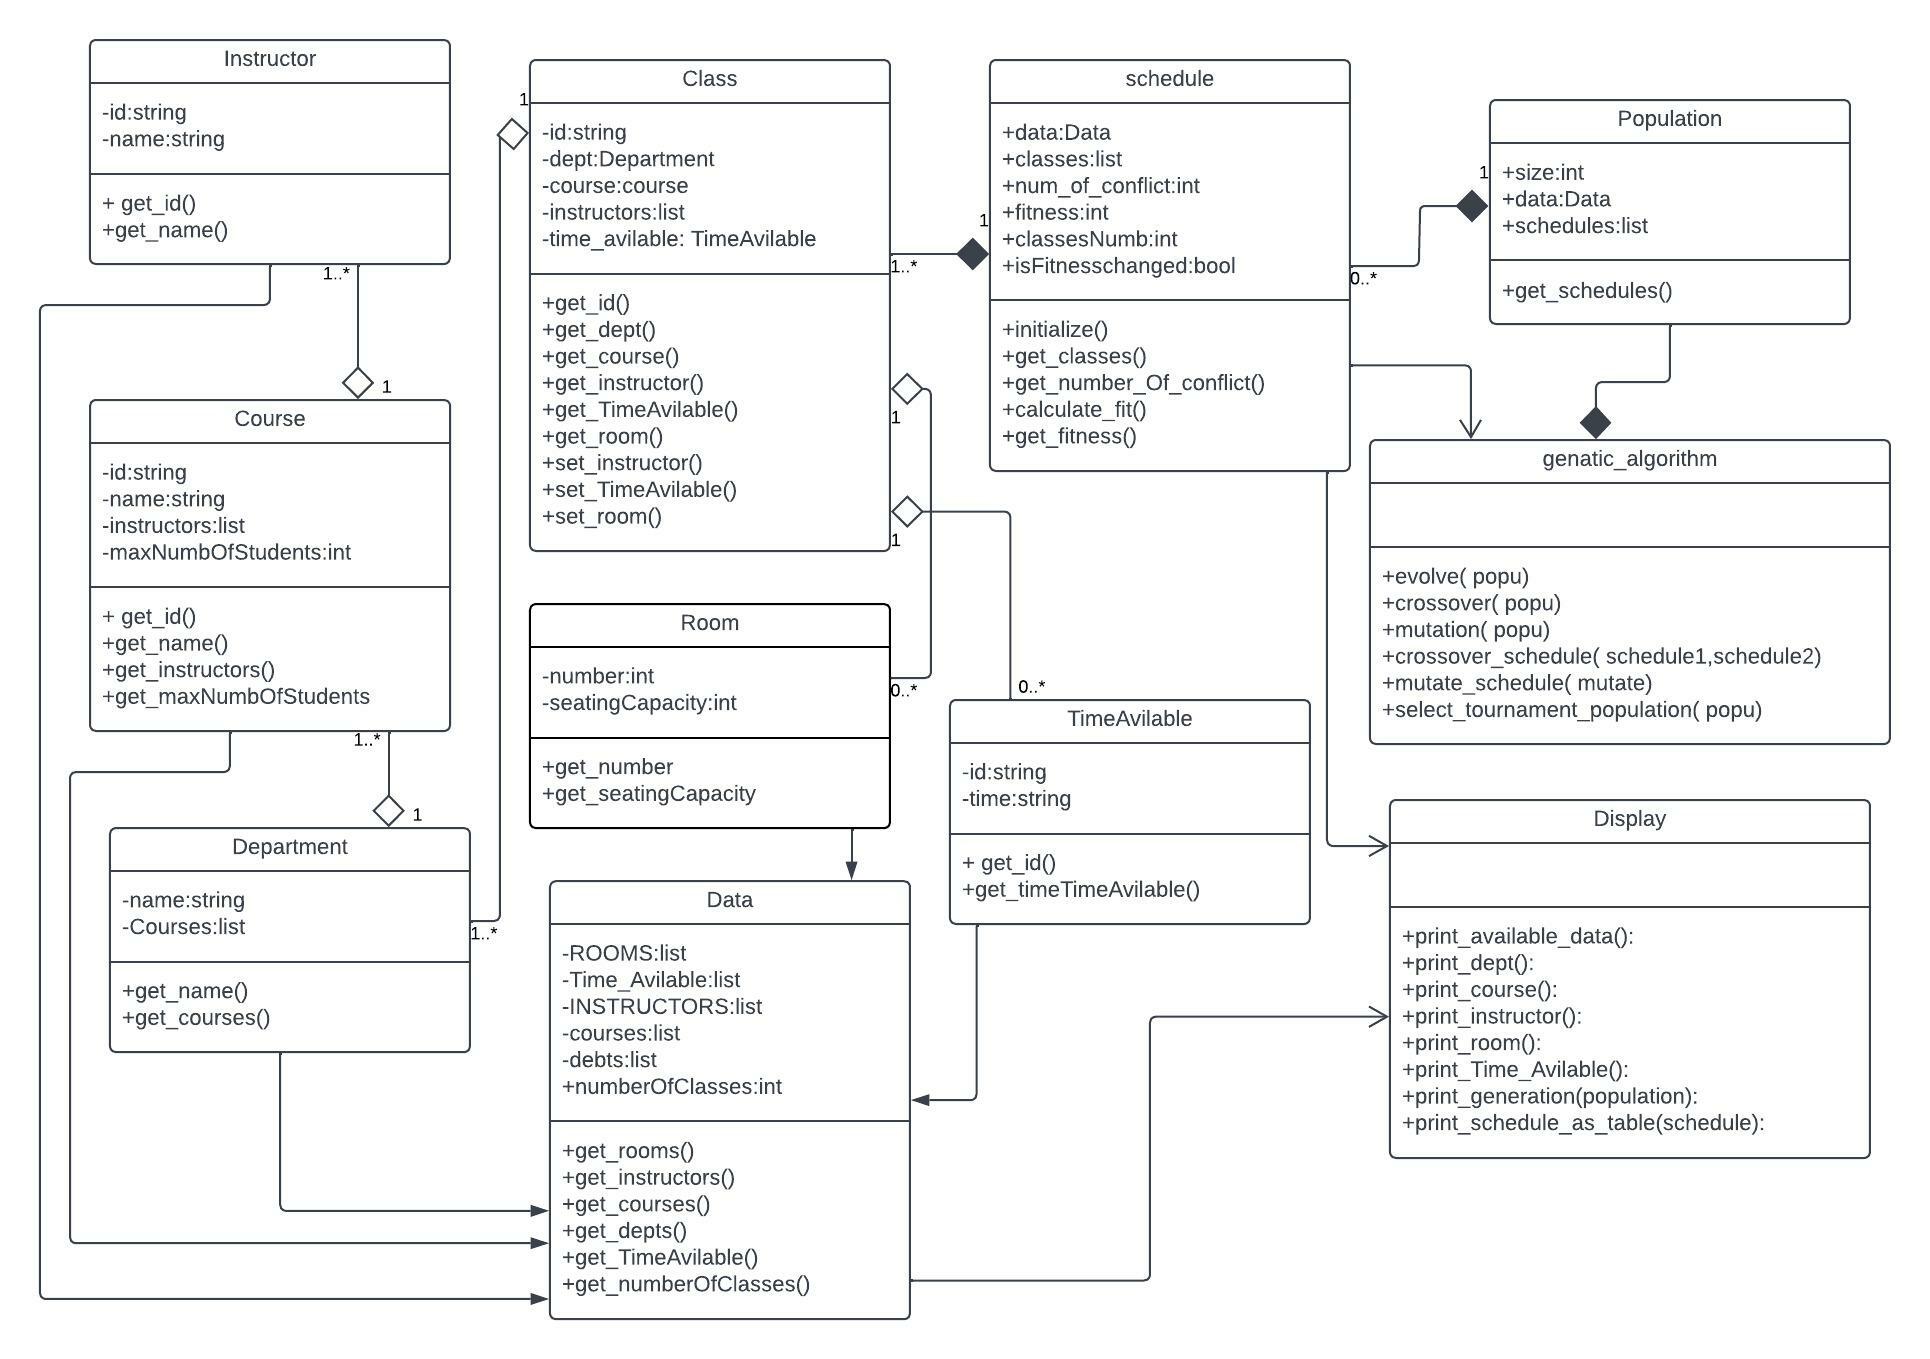 Instructor
-id:string
-name:string
+ get_id()
+get_name()
1..*
1
Course
-id:string
-name:string
-instructors:list
-maxNumbOfStudents:int
+ get_id()
+get_name()
+get_instructors()
+get_maxNumbOfStudents
1..*
1
Department
-name:string
-Courses:list
+get_name()
+get_courses()
1..*
1
Class
-id:string
-dept:Department
-course:course
-instructors:list
-time_avilable: TimeAvilable
+get_id()
+get_dept()
+get_course()
+get_instructor()
+get_TimeAvilable()
+get_room()
+set_instructor()
+set_TimeAvilable()
+set_room()
1..*
1
1
1
Room
-number:int
-seatingCapacity:int
+get_number
+get_seatingCapacity
0..*
Data
-ROOMS:list
-Time_Avilable:list
-INSTRUCTORS:list
-courses:list
-debts:list
+numberOfClasses:int
+get_rooms()
+get_instructors()
+get_courses()
+get_depts()
+get_TimeAvilable()
+get_numberOfClasses()
schedule
+data:Data
+classes:list
+num_of_conflict:int
+fitness:int
+classesNumb:int
+isFitnesschanged:bool
+initialize()
+get_classes()
+get_number_Of_conflict()
+calculate_fit()
+get_fitness()
0..*
0..*
TimeAvilable
-id:string
-time:string
+ get_id()
+get_timeTimeAvilable()
1
Population
+size:int
+data:Data
+schedules:list
+get_schedules()
genatic_algorithm
+evolve( popu)
+crossover( popu)
+mutation( popu)
+crossover_schedule( schedule1,schedule2)
+mutate_schedule( mutate)
+select_tournament_population( popu)
Display
+print_available_data():
+print_dept():
+print_course():
+print_instructor():
+print_room():
+print_Time_Avilable():
+print_generation(population):
+print_schedule_as_table(schedule):